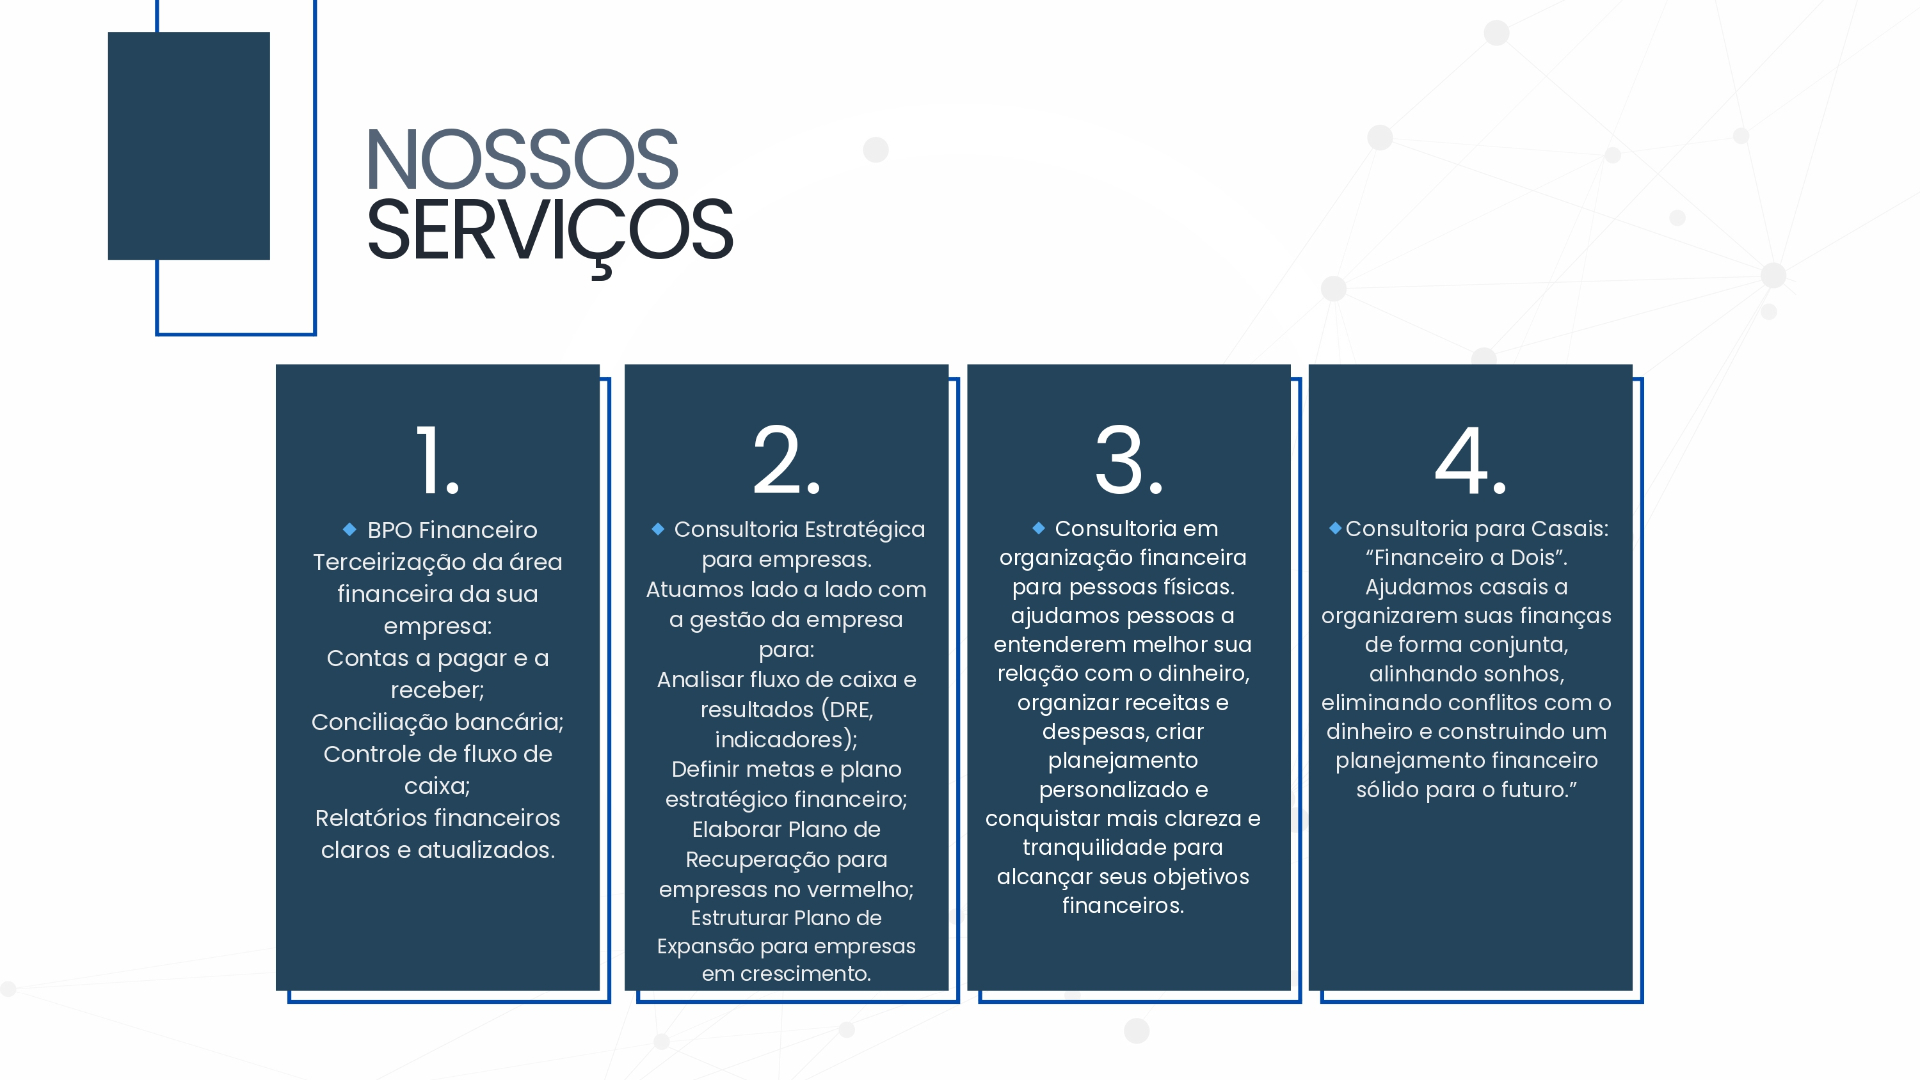 NOSSOS
SERVIÇOS
1.
BPO Financeiro
Terceirização da área
financeira da sua
empresa:
Contas a pagar e a
receber;
Conciliação bancária;
Controle de fluxo de
caixa;
Relatórios financeiros
claros e atualizados.
2.
Consultoria Estratégica
para empresas.
Atuamos lado a lado com
a gestão da empresa
para:
Analisar fluxo de caixa e
resultados (DRE,
indicadores);
Definir metas e plano
estratégico financeiro;
Elaborar Plano de
Recuperação para
empresas no vermelho;
Estruturar Plano de
Expansão para empresas
em crescimento.
3.
Consultoria em
organização financeira
para pessoas físicas.
ajudamos pessoas a
entenderem melhor sua
relação com o dinheiro,
organizar receitas e
despesas, criar
planejamento
personalizado e
conquistar mais clareza e
tranquilidade para
alcançar seus objetivos
financeiros.
4.
Consultoria para Casais:
“Financeiro a Dois”.
Ajudamos casais a
organizarem suas finanças
de forma conjunta,
alinhando sonhos,
eliminando conflitos com o
dinheiro e construindo um
planejamento financeiro
sólido para o futuro.”